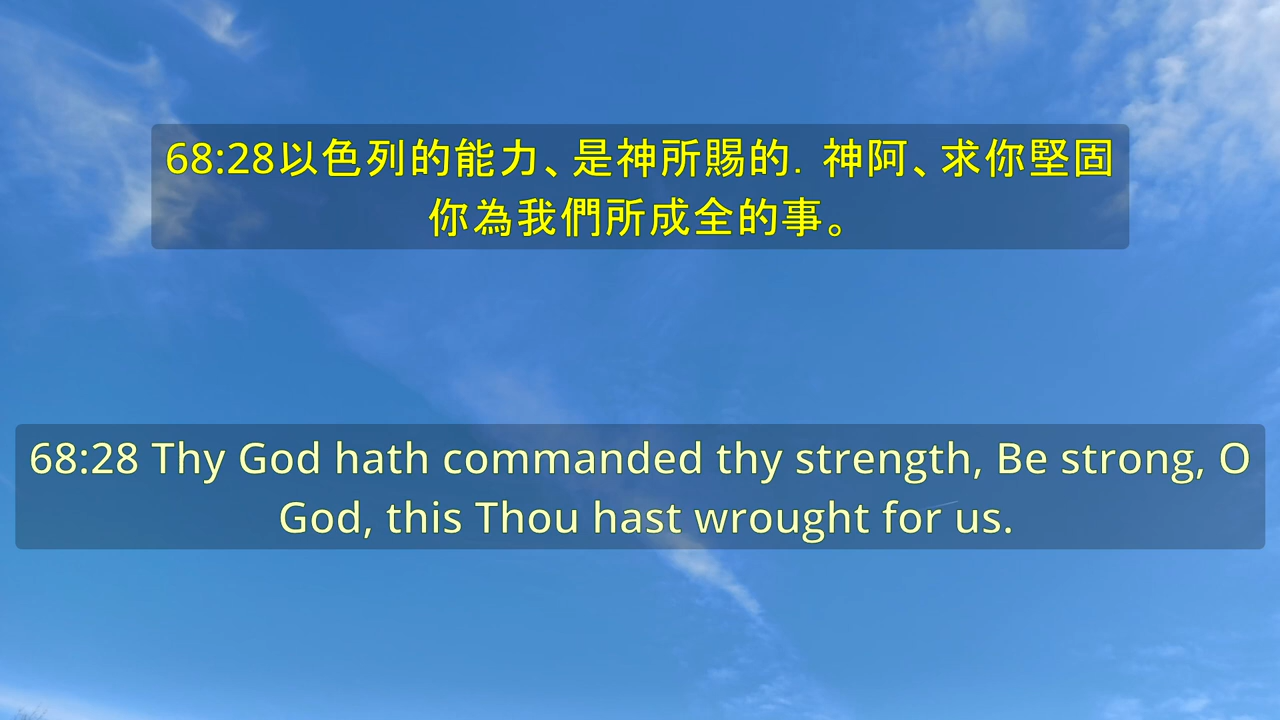 68:28以色列的能力、是神所賜的．神阿、求你堅固
你為我們所成全的事。
68:28 Thy God hath commanded thy strength, Be strong, O
God, this Thou hast wrought for us.